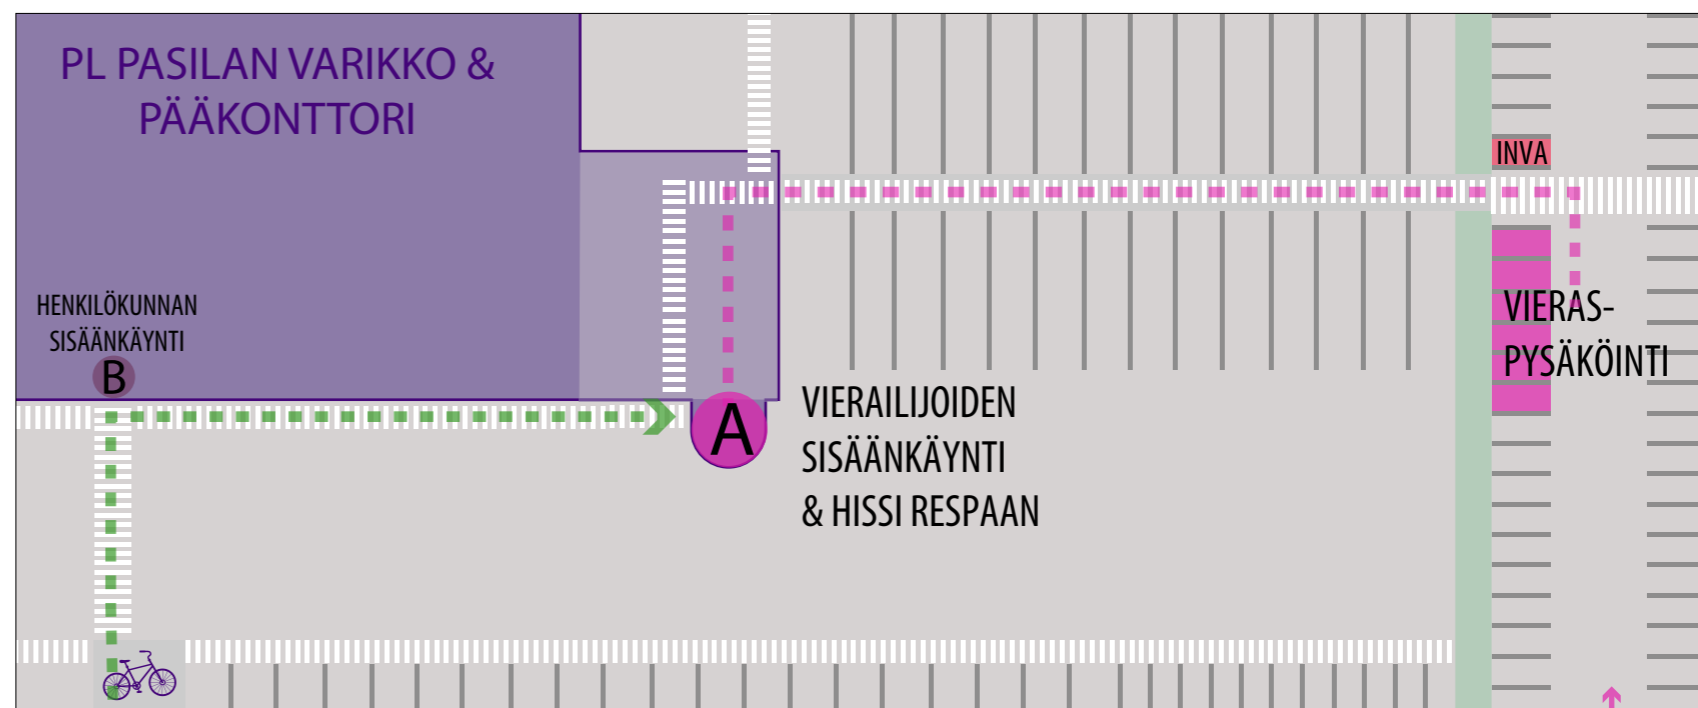 PL PASILAN VARIKKO &
PÄÄKONTTORI
INVA
HENKILÖKUNNAN
SISÄÄNKÄYNTI
B
VIERAS-
PYSÄKÖINTI
A
VIERAILIJOIDEN
SISÄÄNKÄYNTI
& HISSI RESPAAN